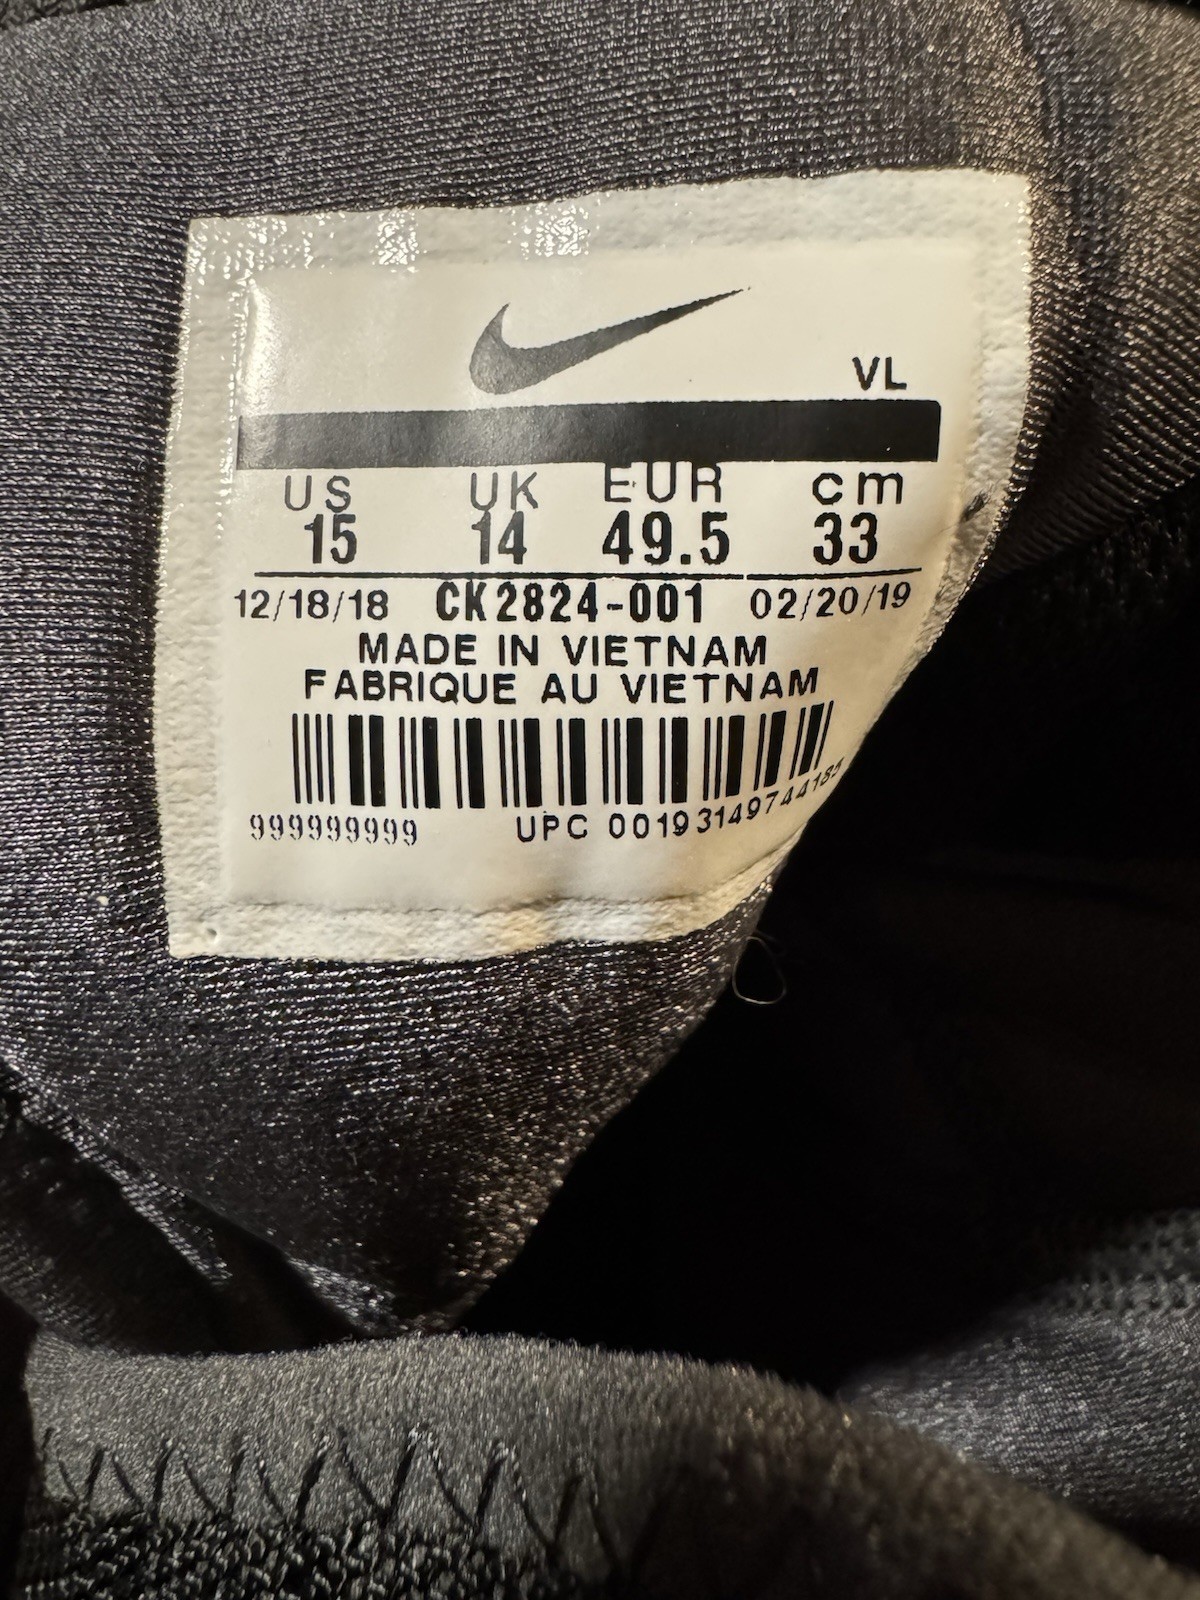 VL
US UK EUR cm
15 14 49.5 33
12/18/18 CK2824-001 02/20/19
MADE IN VIETNAM
FABRIQUE AU VIETNAM
999999999 UPC 00193149744185